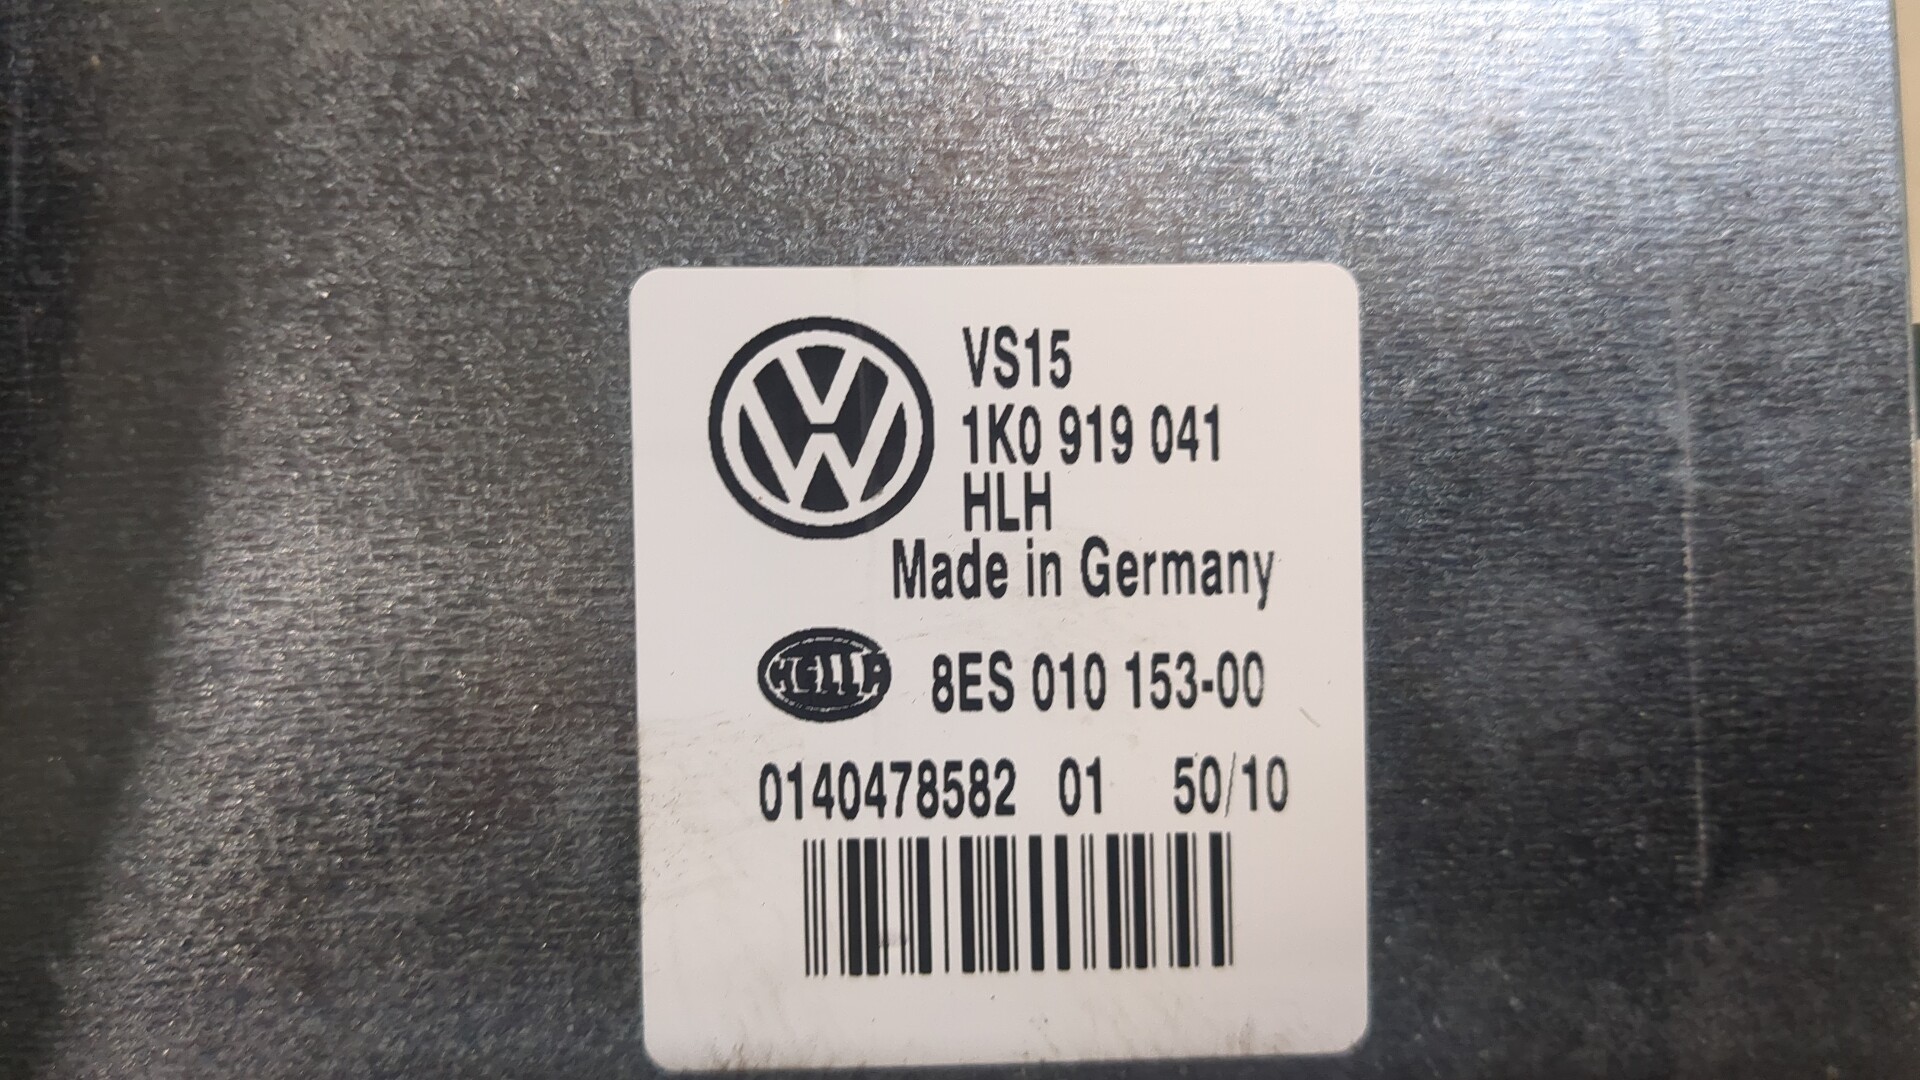 VS15
1K0 919 041
HLH
Made in Germany
HELLA 8ES 010 153-00
0140478582 01 50/10